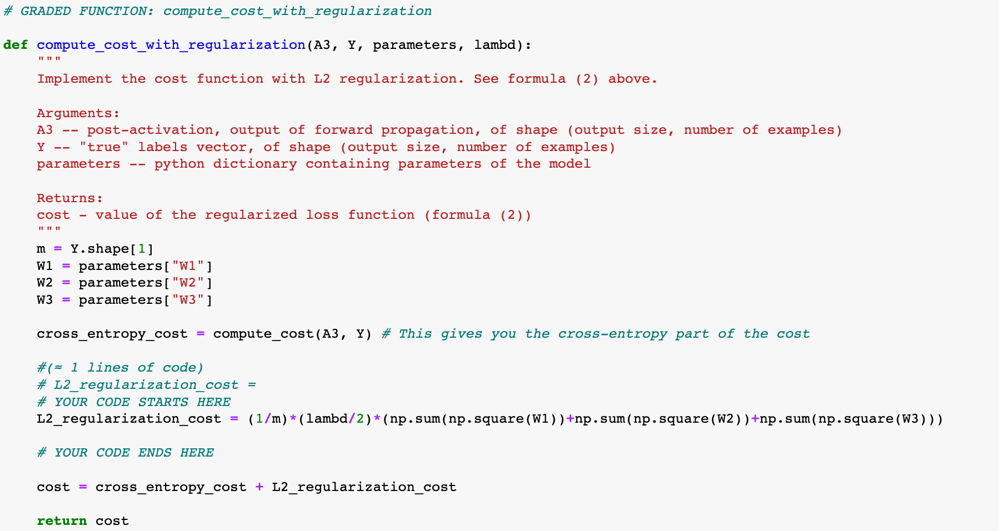 # GRADED FUNCTION: compute_cost_with_regularization
def compute_cost_with_regularization(A3, Y, parameters, lambd):
"""
Implement the cost function with L2 regularization. See formula (2) above.
Arguments:
A3 -- post-activation, output of forward propagation, of shape (output size, number of examples)
Y -- "true" labels vector, of shape (output size, number of examples)
parameters -- python dictionary containing parameters of the model
Returns:
cost - value of the regularized loss function (formula (2))
"""
m = Y.shape[1]
W1 = parameters["W1"]
W2 = parameters["W2"]
W3 = parameters["W3"]
cross_entropy_cost = compute_cost(A3, Y) # This gives you the cross-entropy part of the cost
#(≈ 1 lines of code)
# L2_regularization_cost =
# YOUR CODE STARTS HERE
L2_regularization_cost = (1/m)*(lambd/2)*(np.sum(np.square(W1))+np.sum(np.square(W2))+np.sum(np.square(W3)))
# YOUR CODE ENDS HERE
cost = cross_entropy_cost + L2_regularization_cost
return cost